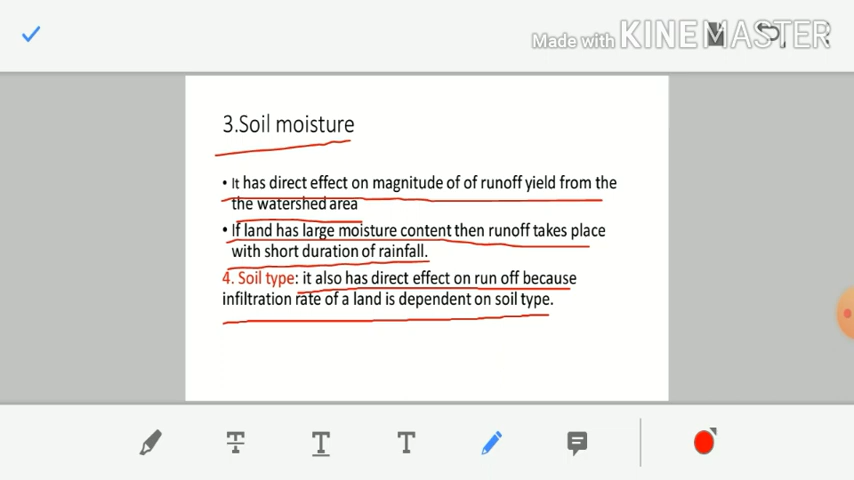 Made with KINEMASTER
3.Soil moisture
• It has direct effect on magnitude of of runoff yield from the
the watershed area
• If land has large moisture content then runoff takes place
with short duration of rainfall.
4. Soil type: it also has direct effect on run off because
infiltration rate of a land is dependent on soil type.
T T T